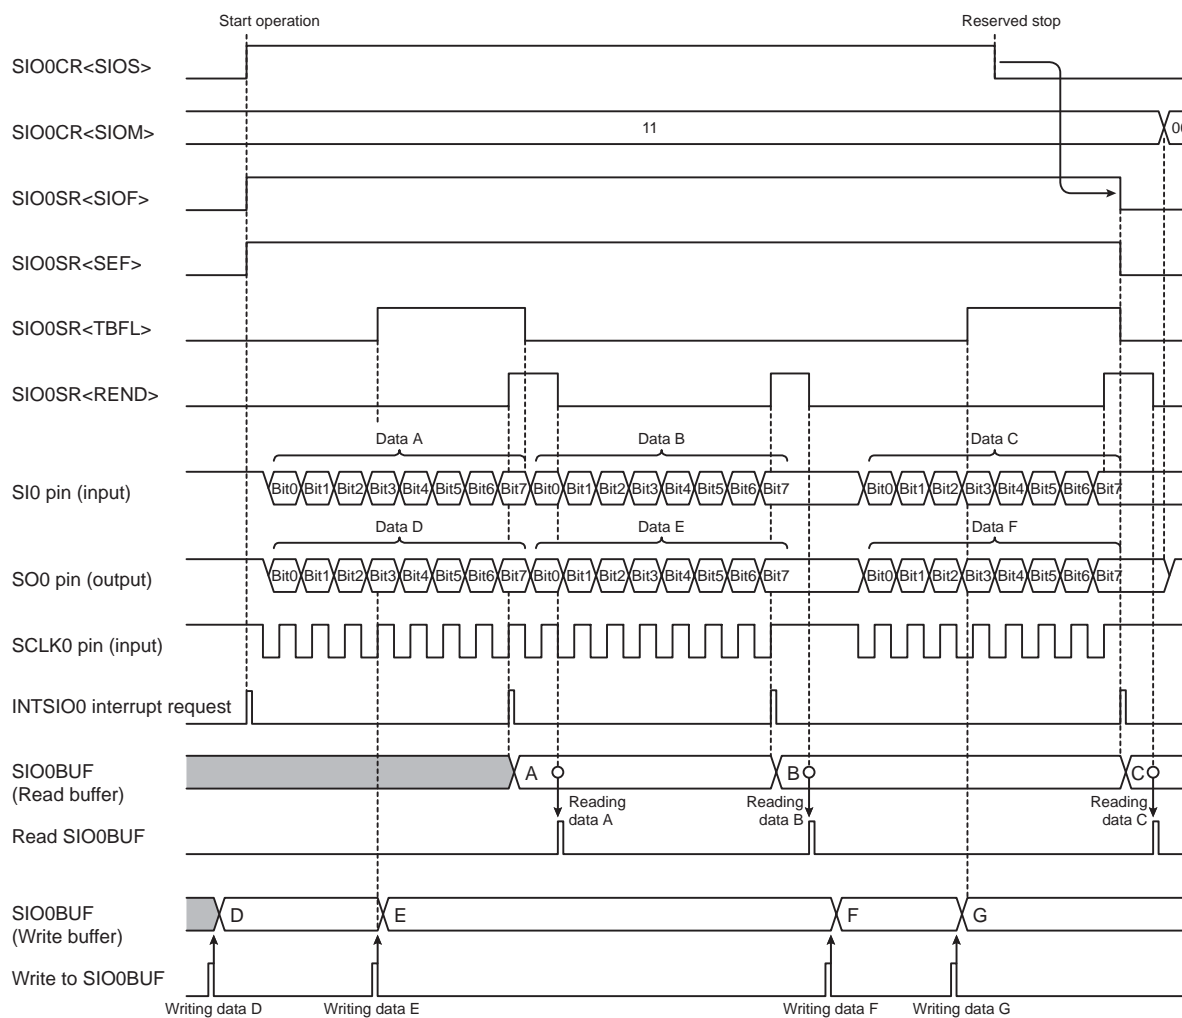 Start operation
Reserved stop
SIO0CR<SIOS>
SIO0CR<SIOM>
11
00
SIO0SR<SIOF>
SIO0SR<SEF>
SIO0SR<TBFL>
SIO0SR<REND>
Data A
Data B
Data C
SI0 pin (input)
Bit0 Bit1 Bit2 Bit3 Bit4 Bit5 Bit6 Bit7 Bit0 Bit1 Bit2 Bit3 Bit4 Bit5 Bit6 Bit7 Bit0 Bit1 Bit2 Bit3 Bit4 Bit5 Bit6 Bit7
Data D
Data E
Data F
SO0 pin (output)
Bit0 Bit1 Bit2 Bit3 Bit4 Bit5 Bit6 Bit7 Bit0 Bit1 Bit2 Bit3 Bit4 Bit5 Bit6 Bit7 Bit0 Bit1 Bit2 Bit3 Bit4 Bit5 Bit6 Bit7
SCLK0 pin (input)
INTSIO0 interrupt request
SIO0BUF
(Read buffer)
A
B
C
Reading
data A
Reading
data B
Reading
data C
Read SIO0BUF
SIO0BUF
(Write buffer)
D
E
F
G
Write to SIO0BUF
Writing data D
Writing data E
Writing data F
Writing data G